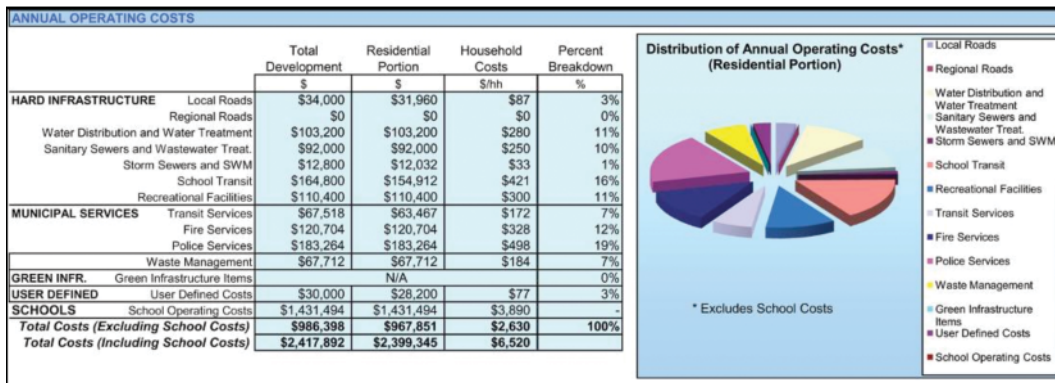 ANNUAL OPERATING COSTS
Total Residential Household Percent
Development Portion Costs Breakdown
$ $ $/hh %
HARD INFRASTRUCTURE Local Roads $34,000 $31,960 $87 3%
Regional Roads $0 $0 $0 0%
Water Distribution and Water Treatment $103,200 $103,200 $280 11%
Sanitary Sewers and Wastewater Treat. $92,000 $92,000 $250 10%
Storm Sewers and SWM $12,800 $12,032 $33 1%
School Transit $164,800 $154,912 $421 16%
Recreational Facilities $110,400 $110,400 $300 11%
MUNICIPAL SERVICES Transit Services $67,518 $63,467 $172 7%
Fire Services $120,704 $120,704 $328 12%
Police Services $183,264 $183,264 $498 19%
Waste Management $67,712 $67,712 $184 7%
GREEN INFR. Green Infrastructure Items N/A 0%
USER DEFINED User Defined Costs $30,000 $28,200 $77 3%
SCHOOLS School Operating Costs $1,431,494 $1,431,494 $3,890 -
Total Costs (Excluding School Costs) $986,398 $967,851 $2,630 100%
Total Costs (Including School Costs) $2,417,892 $2,399,345 $6,520
Distribution of Annual Operating Costs*
(Residential Portion)
* Excludes School Costs
Local Roads
Regional Roads
Water Distribution and
Water Treatment
Sanitary Sewers and
Wastewater Treat.
Storm Sewers and SWM
School Transit
Recreational Facilities
Transit Services
Fire Services
Police Services
Waste Management
Green Infrastructure
Items
User Defined Costs
School Operating Costs